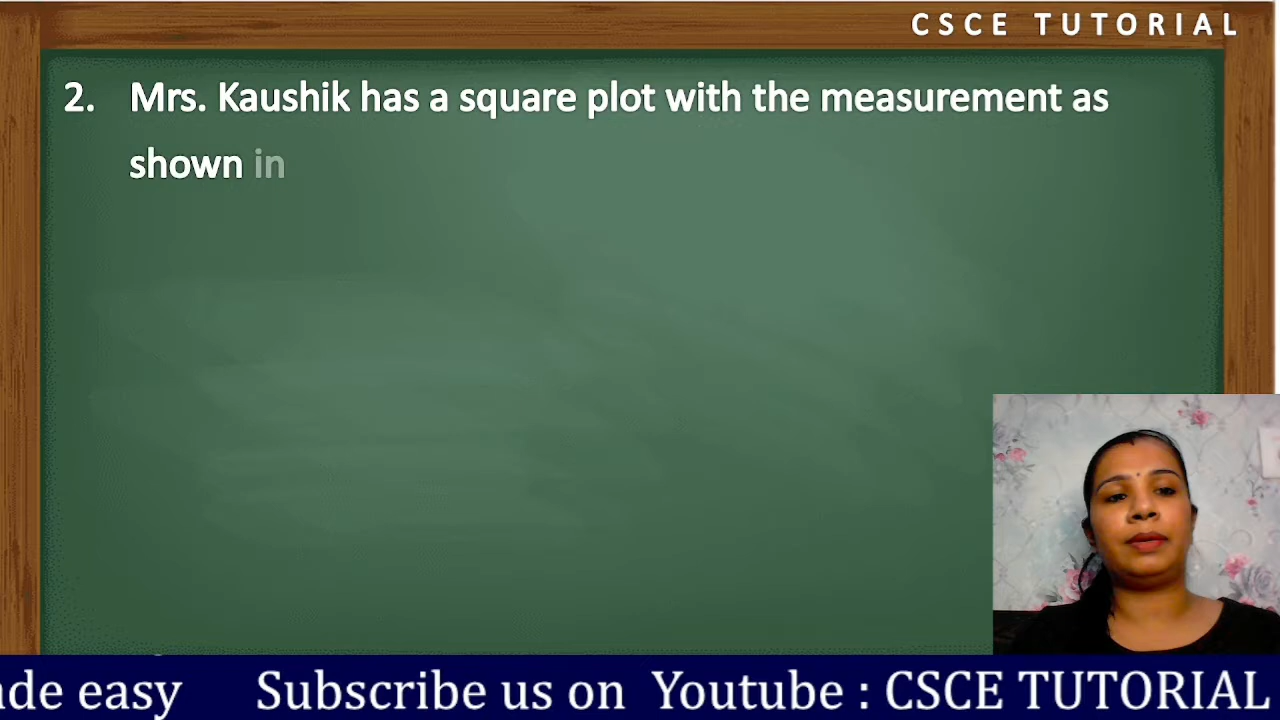 CSCE TUTORIAL
2. Mrs. Kaushik has a square plot with the measurement as
shown in
de easy Subscribe us on Youtube : CSCE TUTORIAL